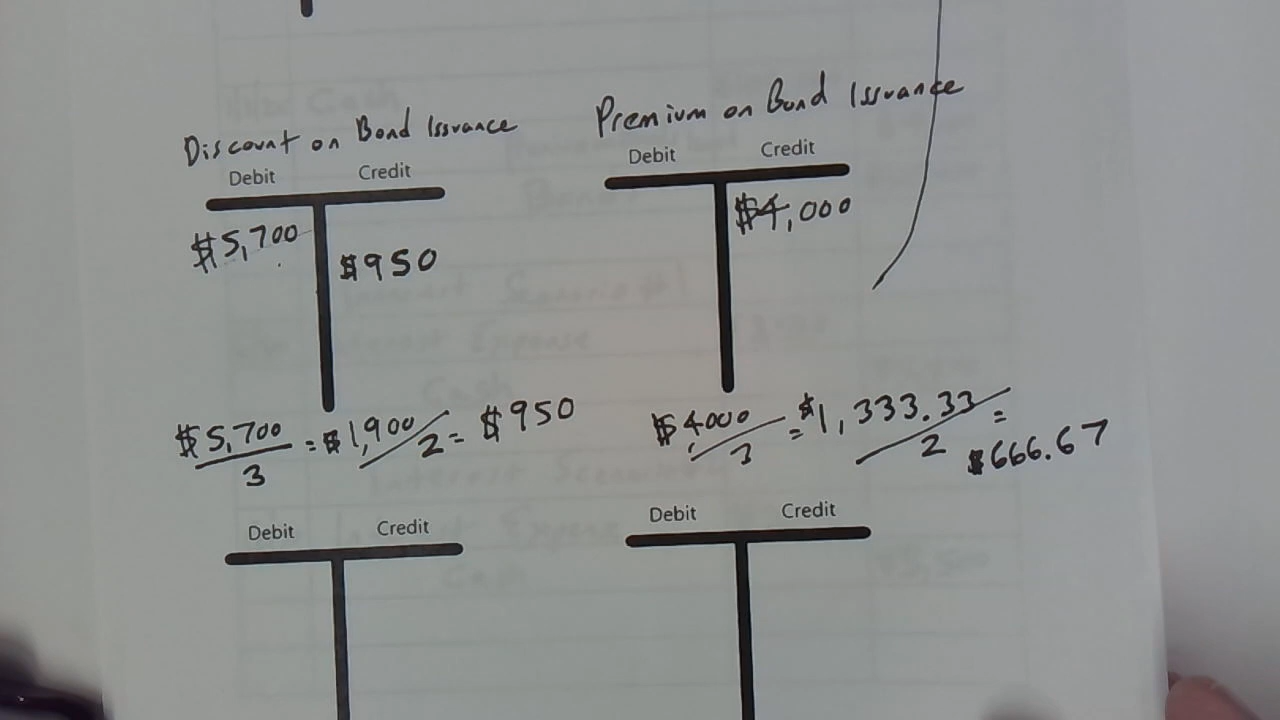 Discount on Bond Issuance
Debit Credit
$5,700
$950
$5,700/3 = $1,900/2 = $950
Premium on Bond Issuance
Debit Credit
$4,000
$4000/3 = $1,333.33/2 =
$666.67
Debit Credit
Debit Credit